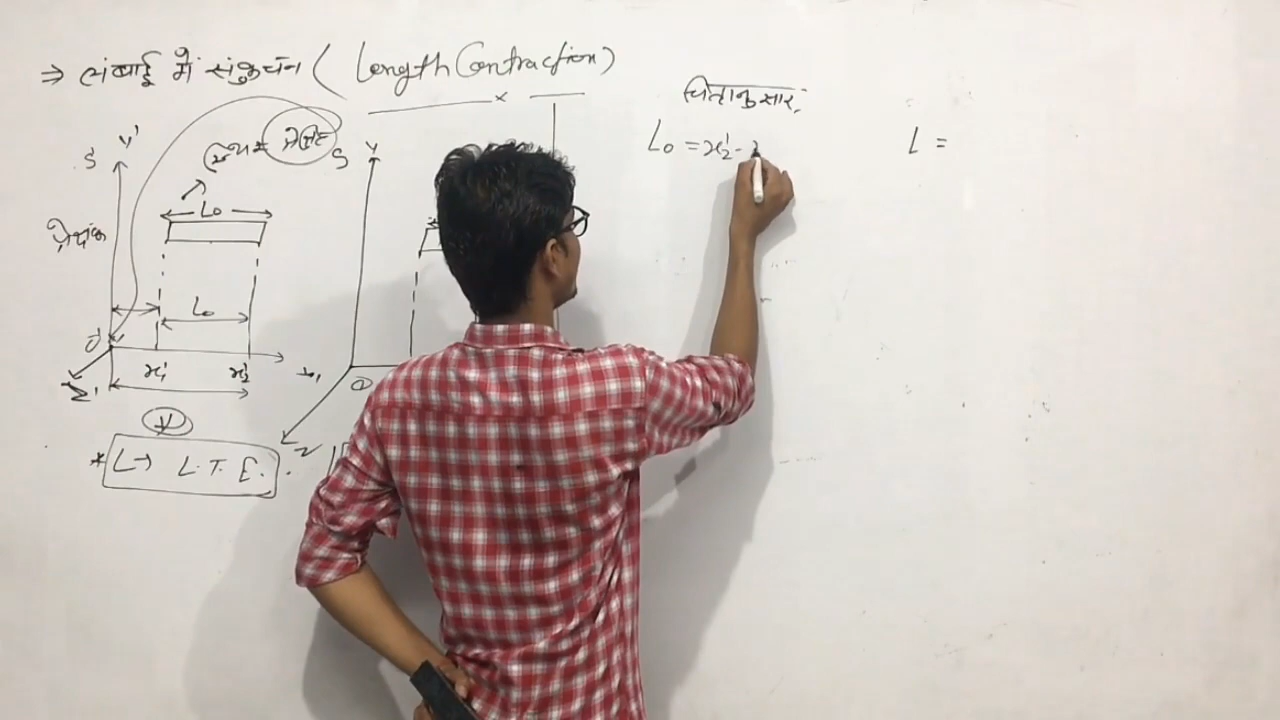 ⇒ लंबाई में संकुचन ( Length Contraction)
चित्रानुसार,
L₀ = x₂' -
L =
S' Y'
S Y
L₀
प्रेक्षक
L₀
O' x₁' x₂'
O
Z'
Z
V
* L → L.T.E.